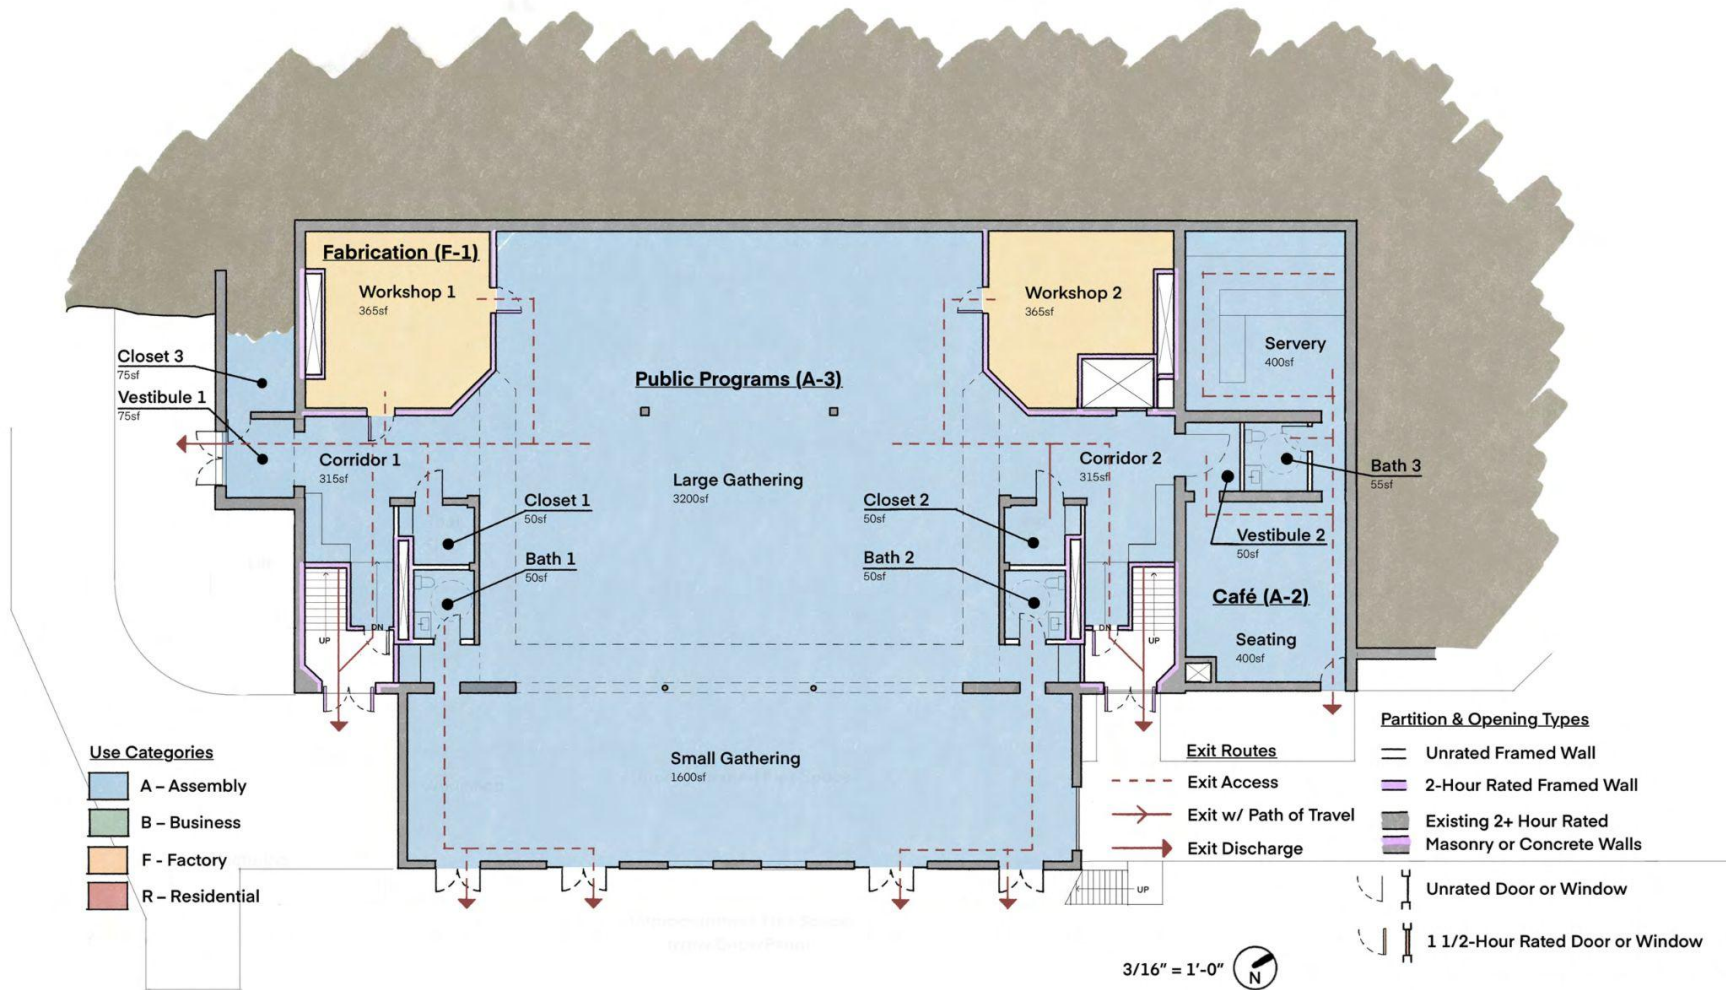 Fabrication (F-1)
Workshop 1
365sf
Workshop 2
365sf
Servery
400sf
Closet 3
75sf
Vestibule 1
75sf
Public Programs (A-3)
Corridor 1
315sf
Large Gathering
3200sf
Corridor 2
315sf
Bath 3
55sf
Closet 1
50sf
Closet 2
50sf
Vestibule 2
50sf
Bath 1
50sf
Bath 2
50sf
Café (A-2)
Seating
400sf
UP
DN
DN
UP
Small Gathering
1600sf
Use Categories
A – Assembly
B – Business
F - Factory
R – Residential
Exit Routes
Exit Access
Exit w/ Path of Travel
Exit Discharge
UP
Partition & Opening Types
Unrated Framed Wall
2-Hour Rated Framed Wall
Existing 2+ Hour Rated
Masonry or Concrete Walls
Unrated Door or Window
1 1/2-Hour Rated Door or Window
3/16" = 1'-0"
N